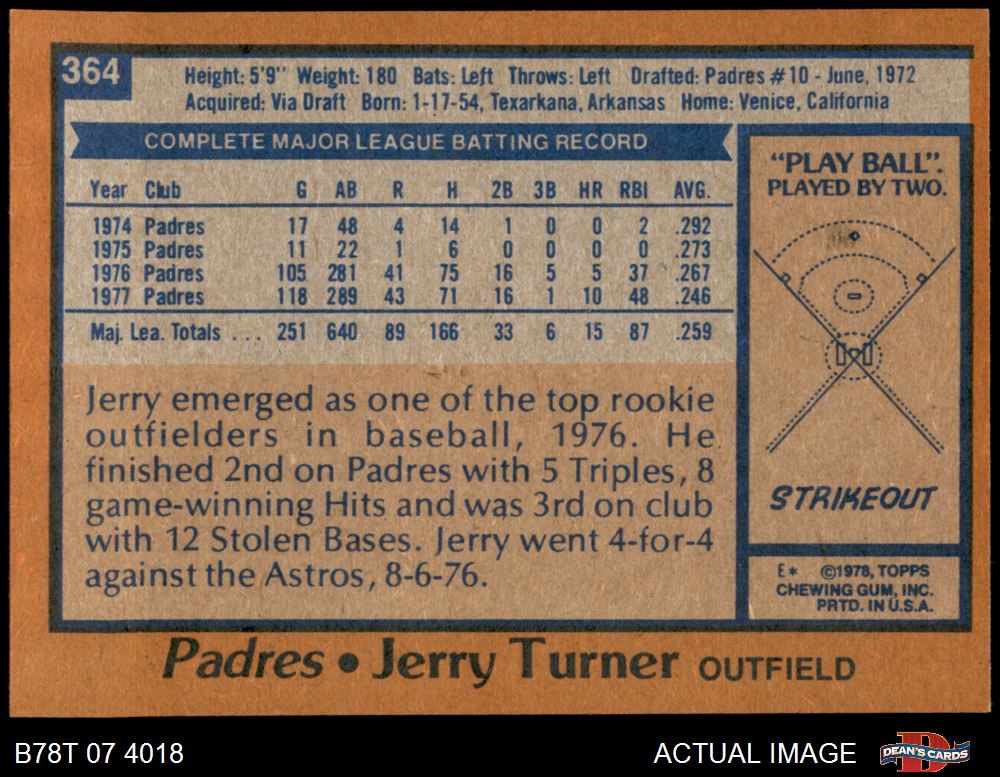 364
Height: 5'9" Weight: 180 Bats: Left Throws: Left Drafted: Padres #10 - June, 1972
Acquired: Via Draft Born: 1-17-54, Texarkana, Arkansas Home: Venice, California
COMPLETE MAJOR LEAGUE BATTING RECORD
Year Club G AB R H 2B 3B HR RBI AVG.
1974 Padres 17 48 4 14 1 0 0 2 .292
1975 Padres 11 22 1 6 0 0 0 0 .273
1976 Padres 105 281 41 75 16 5 5 37 .267
1977 Padres 118 289 43 71 16 1 10 48 .246
Maj. Lea. Totals ... 251 640 89 166 33 6 15 87 .259
Jerry emerged as one of the top rookie
outfielders in baseball, 1976. He
finished 2nd on Padres with 5 Triples, 8
game-winning Hits and was 3rd on club
with 12 Stolen Bases. Jerry went 4-for-4
against the Astros, 8-6-76.
"PLAY BALL".
PLAYED BY TWO.
STRIKEOUT
E* ©1978, TOPPS
CHEWING GUM, INC.
PRTD. IN U.S.A.
Padres • Jerry Turner OUTFIELD
B78T 07 4018
ACTUAL IMAGE
DEAN'S CARDS